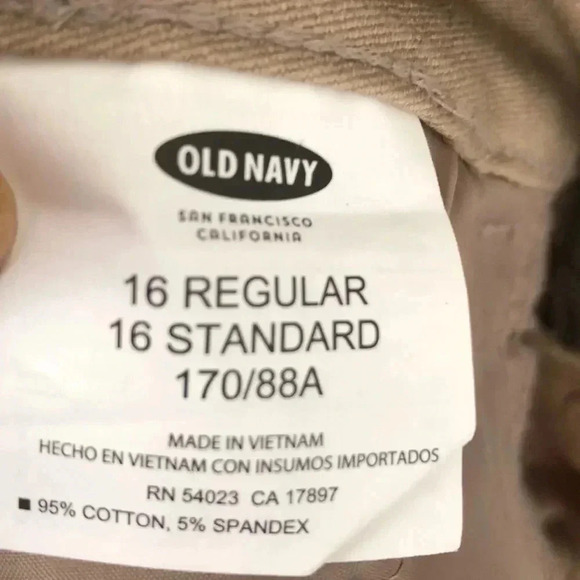 OLD NAVY
SAN FRANCISCO
CALIFORNIA
16 REGULAR
16 STANDARD
170/88A
MADE IN VIETNAM
HECHO EN VIETNAM CON INSUMOS IMPORTADOS
RN 54023 CA 17897
■ 95% COTTON, 5% SPANDEX